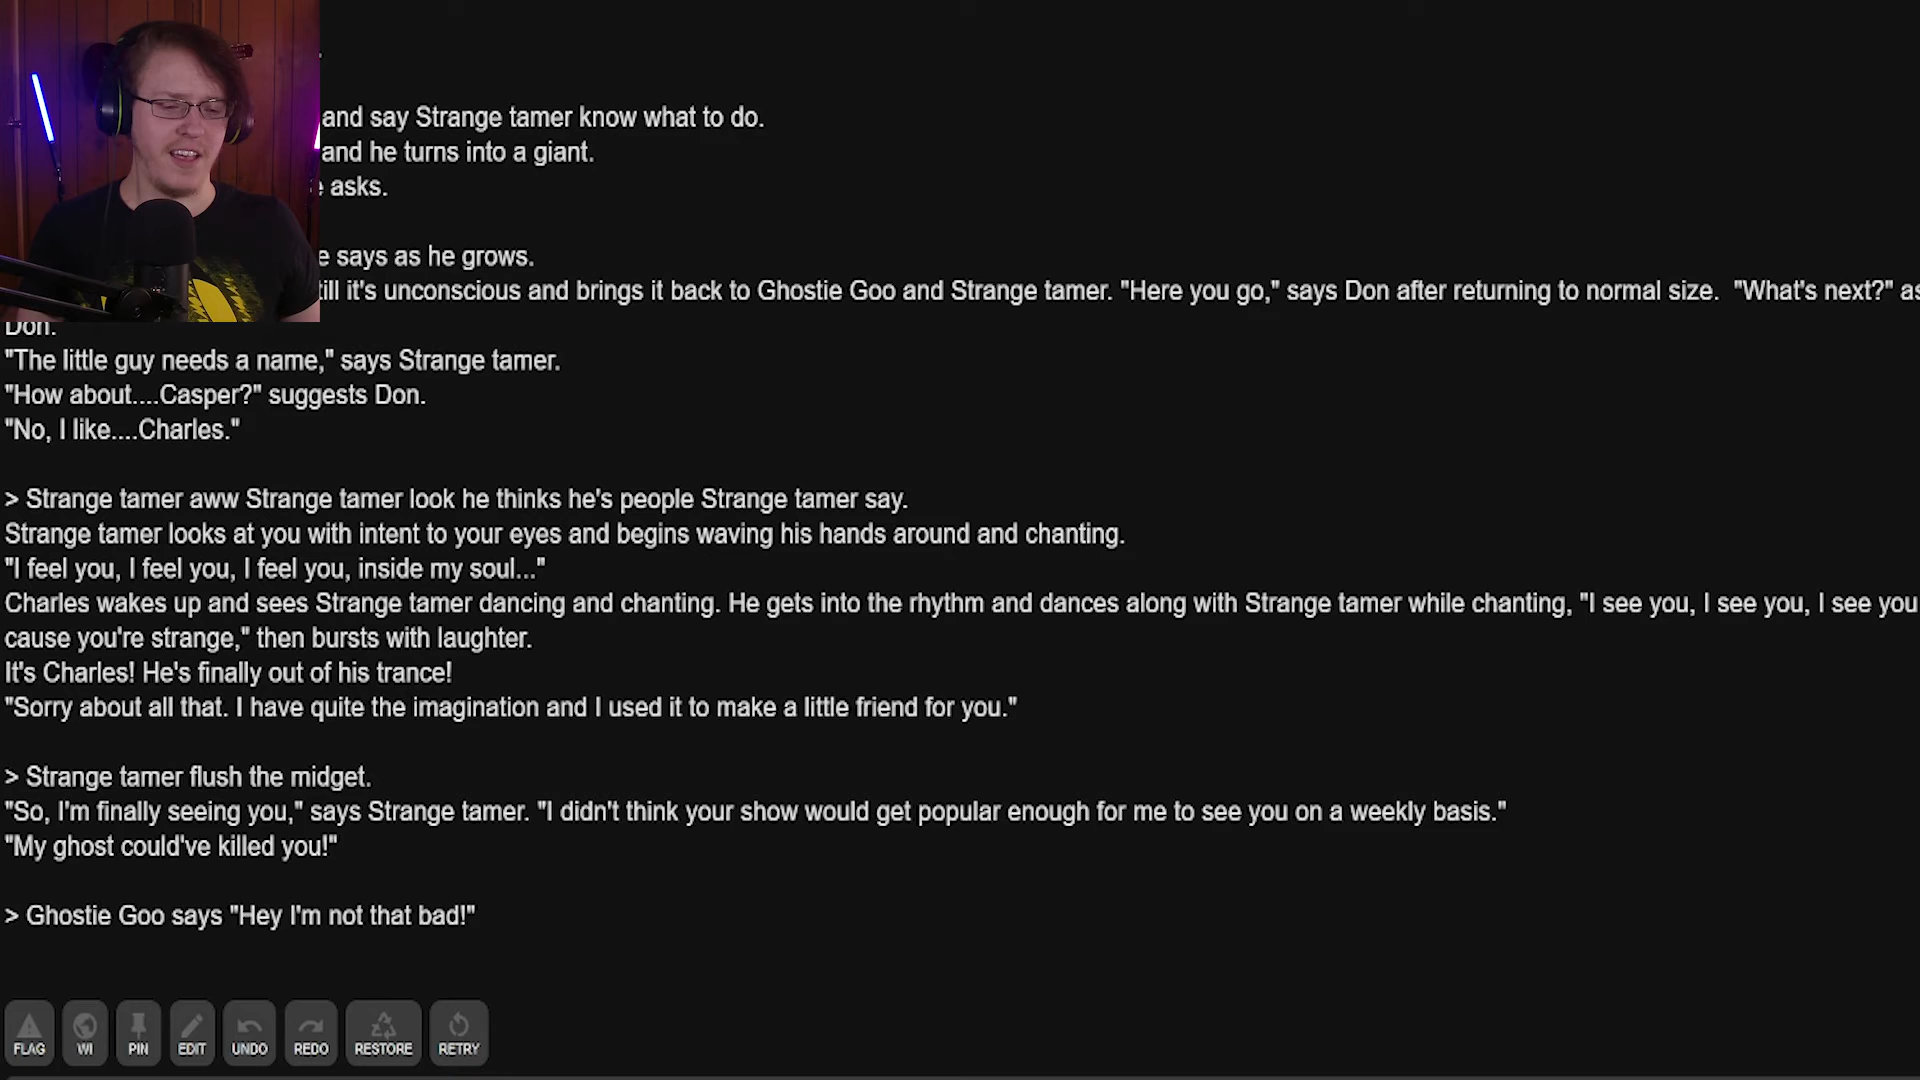 and say Strange tamer know what to do.
and he turns into a giant.
e asks.
e says as he grows.
till it's unconscious and brings it back to Ghostie Goo and Strange tamer. "Here you go," says Don after returning to normal size.  "What's next?" as
Don.
"The little guy needs a name," says Strange tamer.
"How about....Casper?" suggests Don.
"No, I like....Charles."
> Strange tamer aww Strange tamer look he thinks he's people Strange tamer say.
Strange tamer looks at you with intent to your eyes and begins waving his hands around and chanting.
"I feel you, I feel you, I feel you, inside my soul..."
Charles wakes up and sees Strange tamer dancing and chanting. He gets into the rhythm and dances along with Strange tamer while chanting, "I see you, I see you, I see you
cause you're strange," then bursts with laughter.
It's Charles! He's finally out of his trance!
"Sorry about all that. I have quite the imagination and I used it to make a little friend for you."
> Strange tamer flush the midget.
"So, I'm finally seeing you," says Strange tamer. "I didn't think your show would get popular enough for me to see you on a weekly basis."
"My ghost could've killed you!"
> Ghostie Goo says "Hey I'm not that bad!"
FLAG WI PIN EDIT UNDO REDO RESTORE RETRY